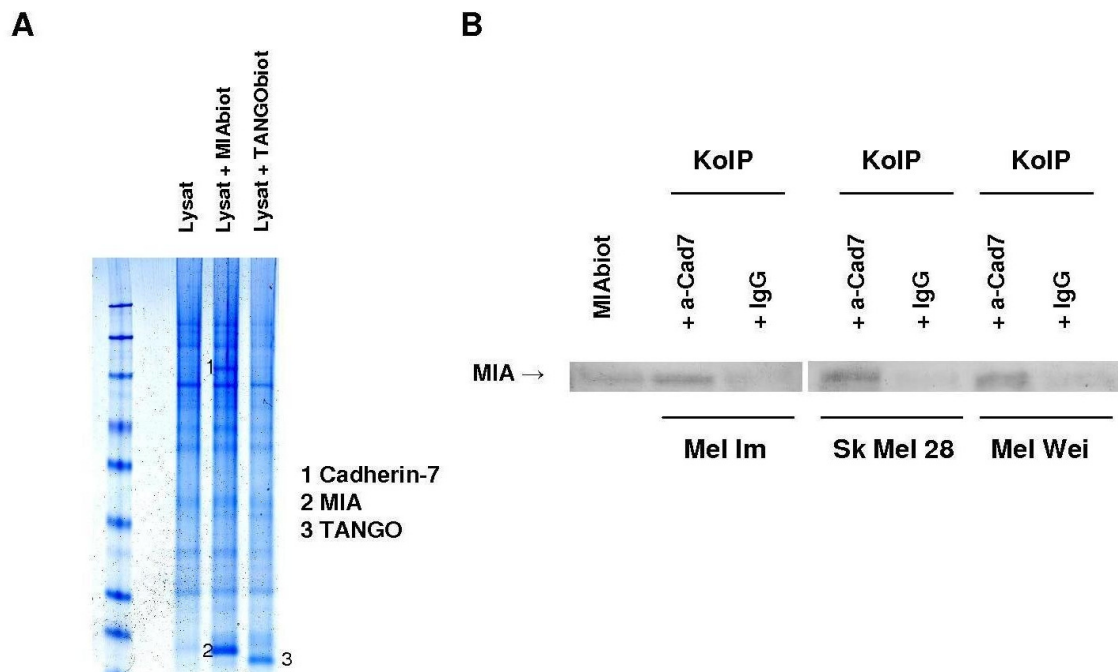 A
Lysat
Lysat + MIAbiot
Lysat + TANGObiot
1
2
3
1 Cadherin-7
2 MIA
3 TANGO
B
KoIP
KoIP
KoIP
MIAbiot
+ a-Cad7
+ IgG
+ a-Cad7
+ IgG
+ a-Cad7
+ IgG
MIA →
Mel Im
Sk Mel 28
Mel Wei